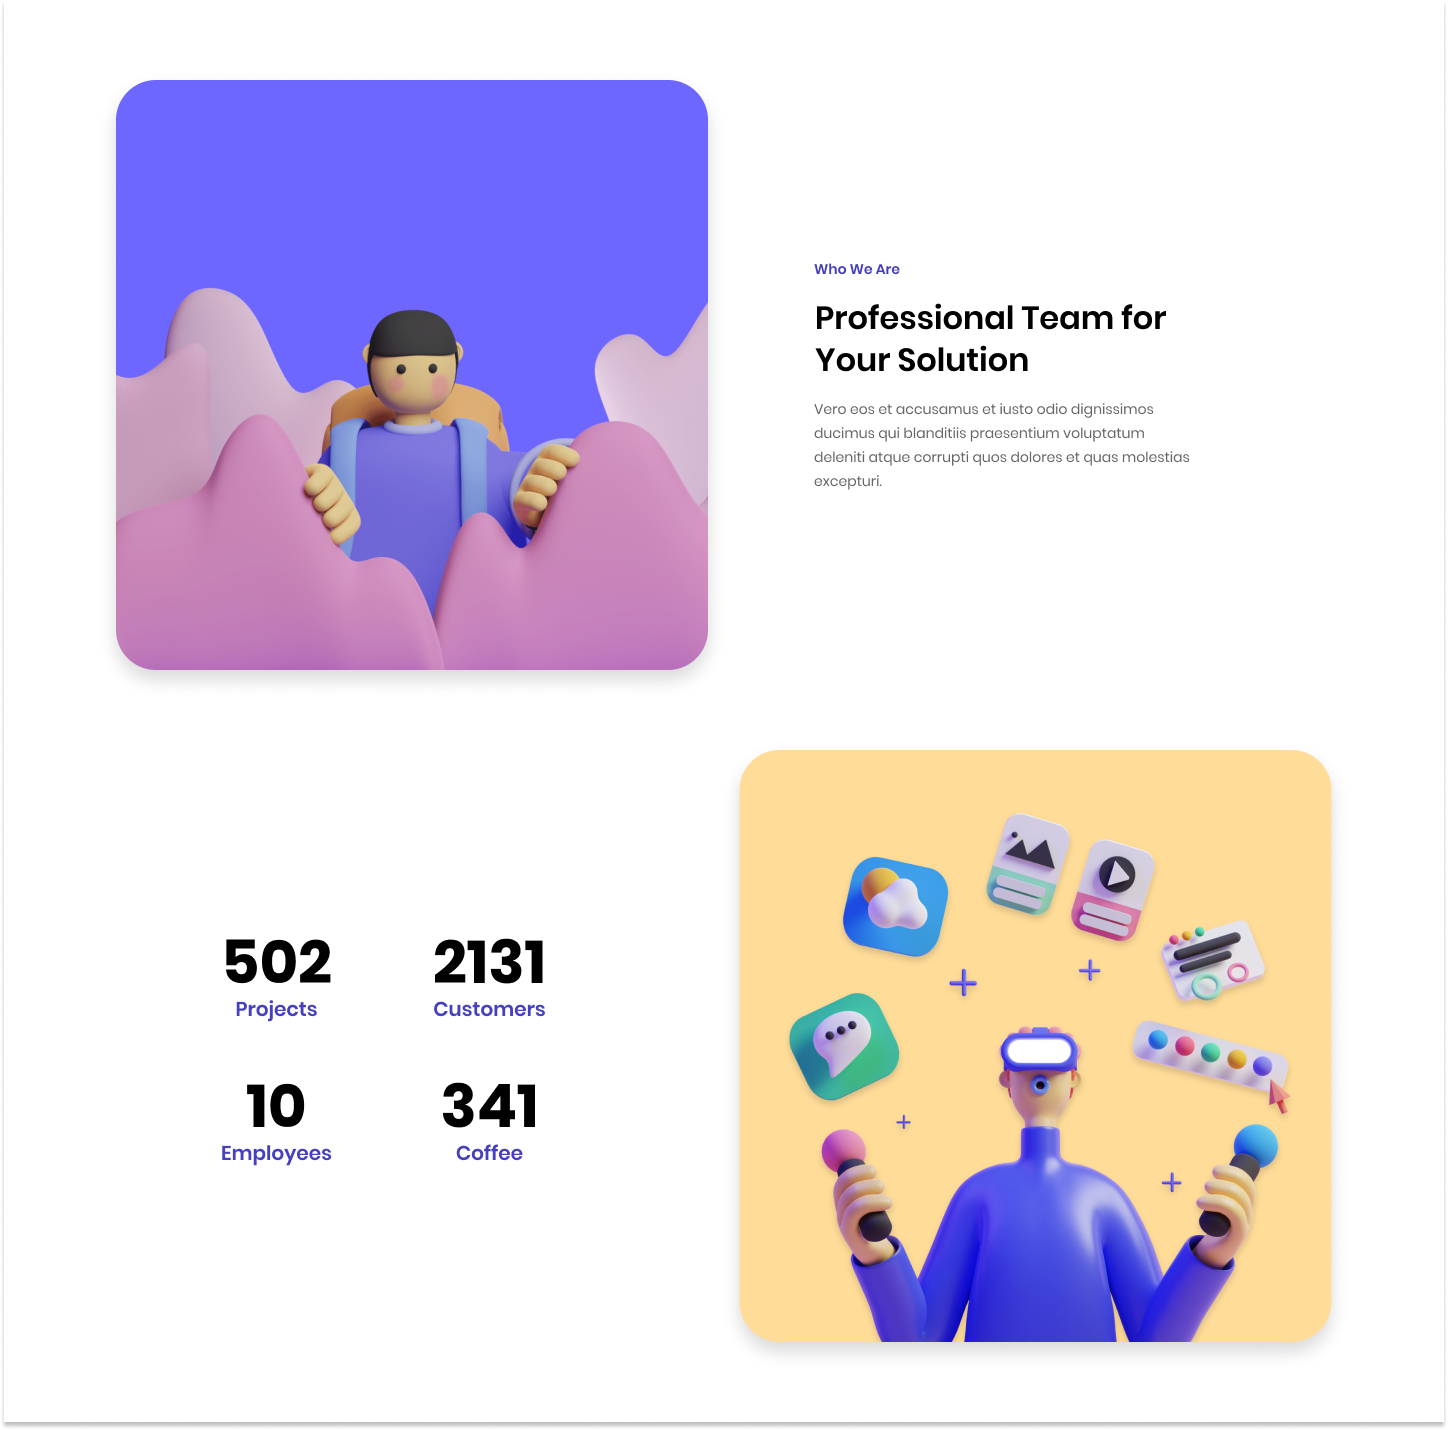 Who We Are
Professional Team for
Your Solution
Vero eos et accusamus et iusto odio dignissimos
ducimus qui blanditiis praesentium voluptatum
deleniti atque corrupti quos dolores et quas molestias
excepturi.
502
Projects
2131
Customers
10
Employees
341
Coffee